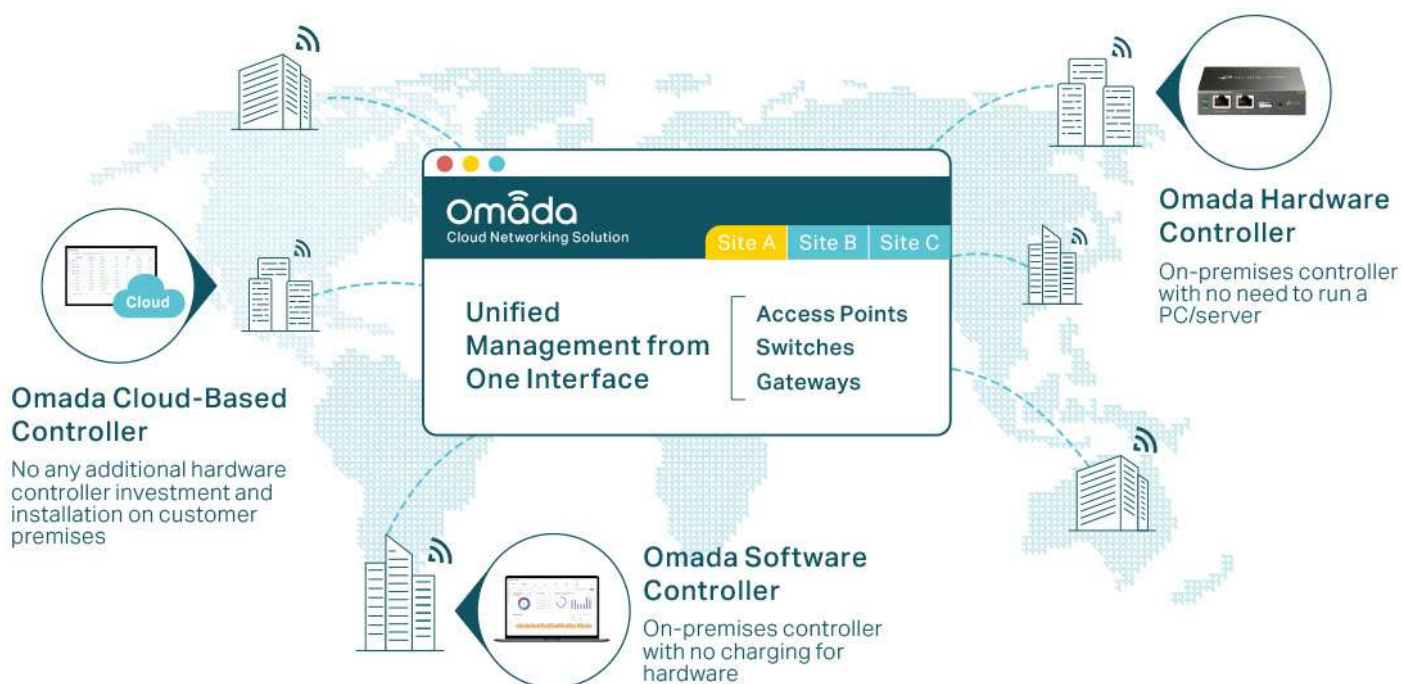 Omada
Cloud Networking Solution
Site A
Site B
Site C
Unified
Management from
One Interface
Access Points
Switches
Gateways
Omada Hardware
Controller
On-premises controller
with no need to run a
PC/server
Cloud
Omada Cloud-Based
Controller
No any additional hardware
controller investment and
installation on customer
premises
Omada Software
Controller
On-premises controller
with no charging for
hardware